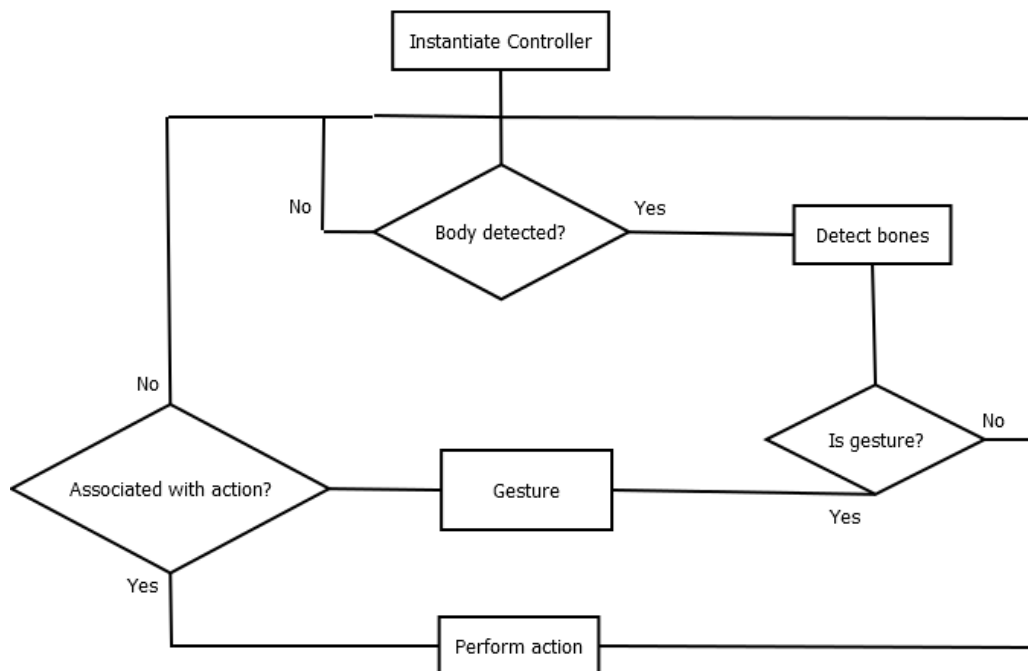 Instantiate Controller
No
Yes
Body detected?
Detect bones
No
No
Is gesture?
Associated with action?
Gesture
Yes
Yes
Perform action